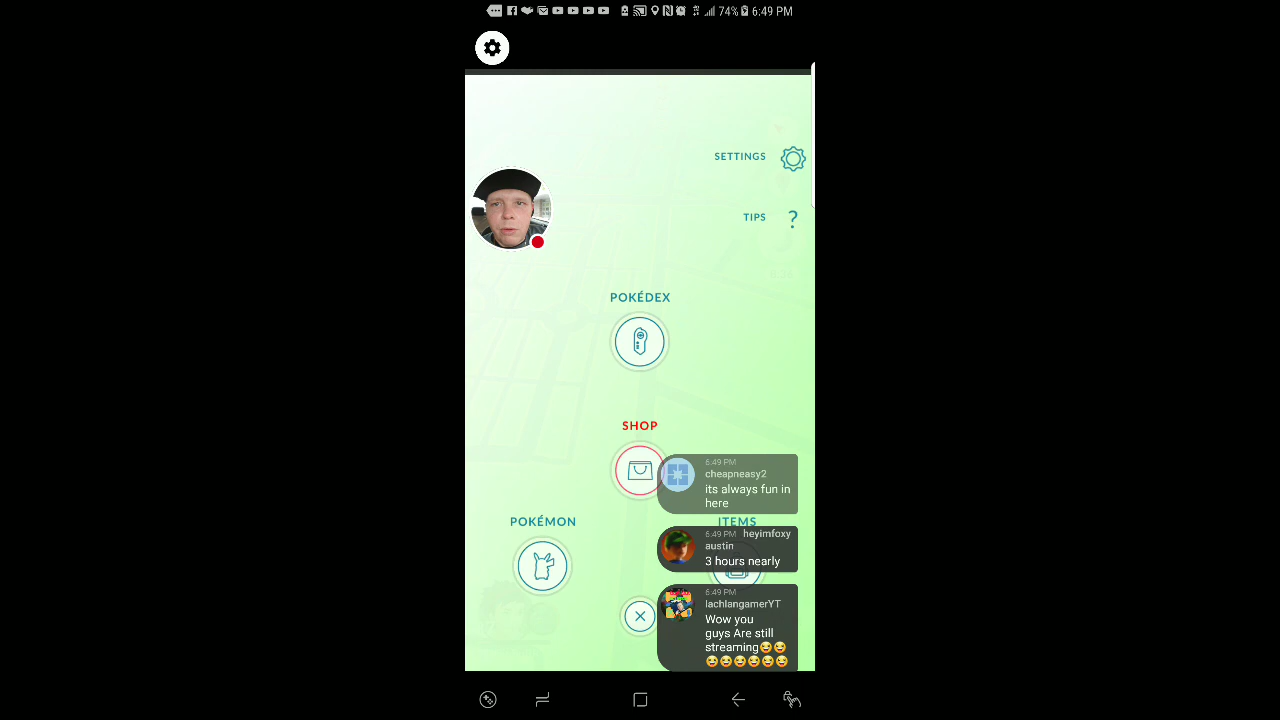 74% 6:49 PM
SETTINGS
TIPS
?
POKÉDEX
SHOP
6:49 PM
cheapneasy2
its always fun in
here
POKÉMON
ITEMS
6:49 PM heyimfoxy
austin
3 hours nearly
6:49 PM
lachlangamerYT
Wow you
guys Are still
streaming😅😅
😅😅😅😅😅😅